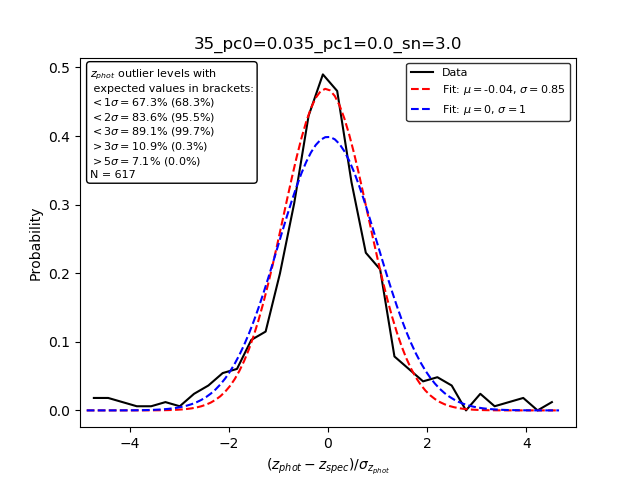 35_pc0=0.035_pc1=0.0_sn=3.0
z_phot outlier levels with
expected values in brackets:
<1σ = 67.3% (68.3%)
<2σ = 83.6% (95.5%)
<3σ = 89.1% (99.7%)
>3σ = 10.9% (0.3%)
>5σ = 7.1% (0.0%)
N = 617
Data
Fit: μ = -0.04, σ = 0.85
Fit: μ = 0, σ = 1
0.5
0.4
0.3
0.2
0.1
0.0
Probability
−4 −2 0 2 4
(z_phot − z_spec)/σ_z_phot